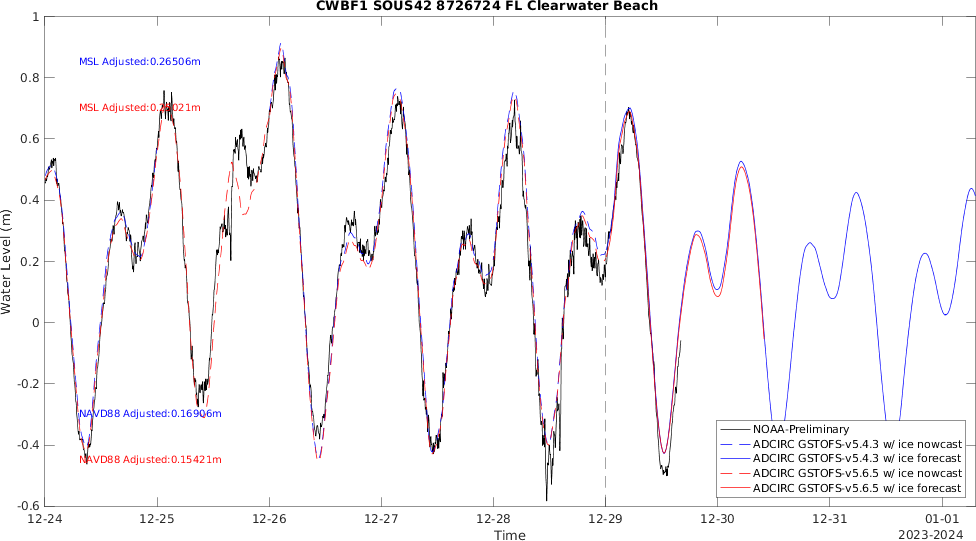 CWBF1 SOUS42 8726724 FL Clearwater Beach
1
0.8
0.6
0.4
0.2
0
-0.2
-0.4
-0.6
Water Level (m)
MSL Adjusted:0.26506m
MSL Adjusted:
NAVD88 Adjusted:0.16906m
NAVD88 Adjusted:0.15421m
NOAA-Preliminary
ADCIRC GSTOFS-v5.4.3 w/ ice nowcast
ADCIRC GSTOFS-v5.4.3 w/ ice forecast
ADCIRC GSTOFS-v5.6.5 w/ ice nowcast
ADCIRC GSTOFS-v5.6.5 w/ ice forecast
12-24 12-25 12-26 12-27 12-28 12-29 12-30 12-31 01-01
Time
2023-2024